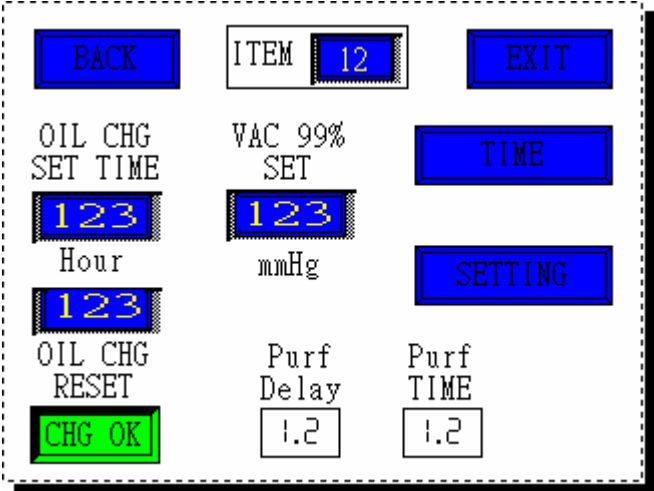 BACK
ITEM 12
EXIT
OIL CHG
SET TIME
123
Hour
123
OIL CHG
RESET
CHG OK
VAC 99%
SET
123
mmHg
TIME
SETTING
Purf
Delay
1.2
Purf
TIME
1.2